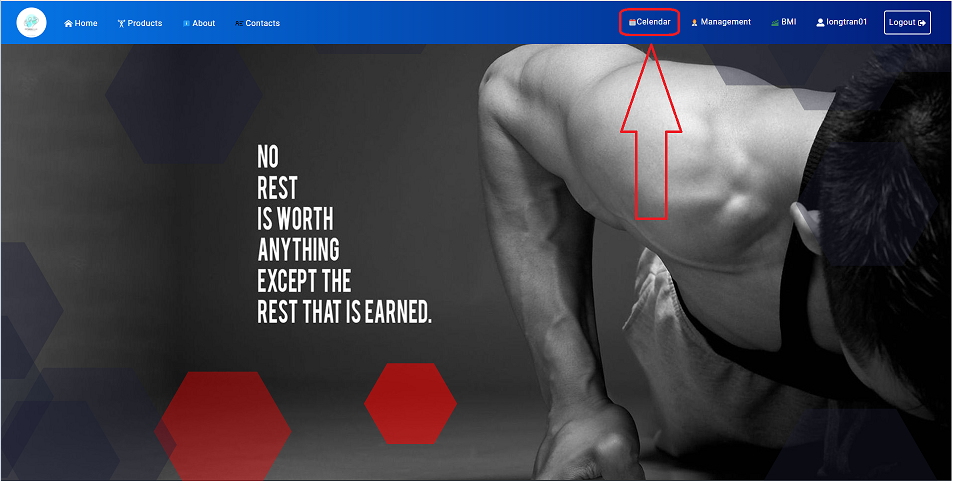 Home Products About Contacts Celendar Management BMI longtran01 Logout
NO
REST
IS WORTH
ANYTHING
EXCEPT THE
REST THAT IS EARNED.